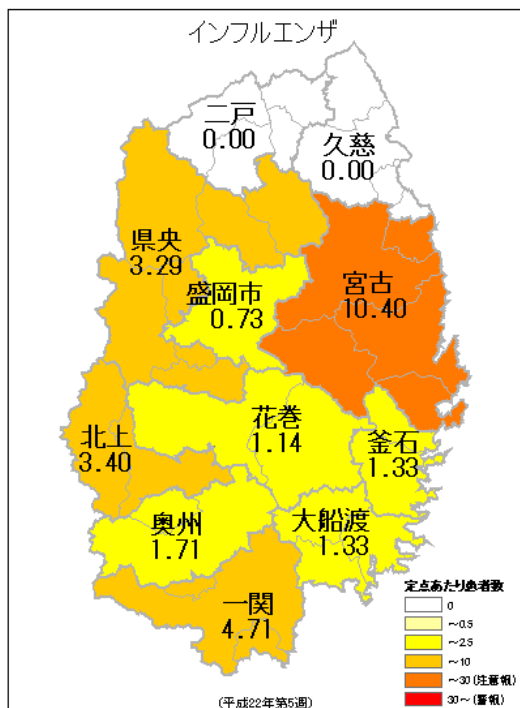 インフルエンザ
二戸
0.00
久慈
0.00
県央
3.29
盛岡市
0.73
宮古
10.40
北上
3.40
花巻
1.14
釜石
1.33
奥州
1.71
大船渡
1.33
一関
4.71
定点あたり患者数
0
～0.5
～2.5
～10
～30(注意報)
30～(警報)
(平成22年第5週)